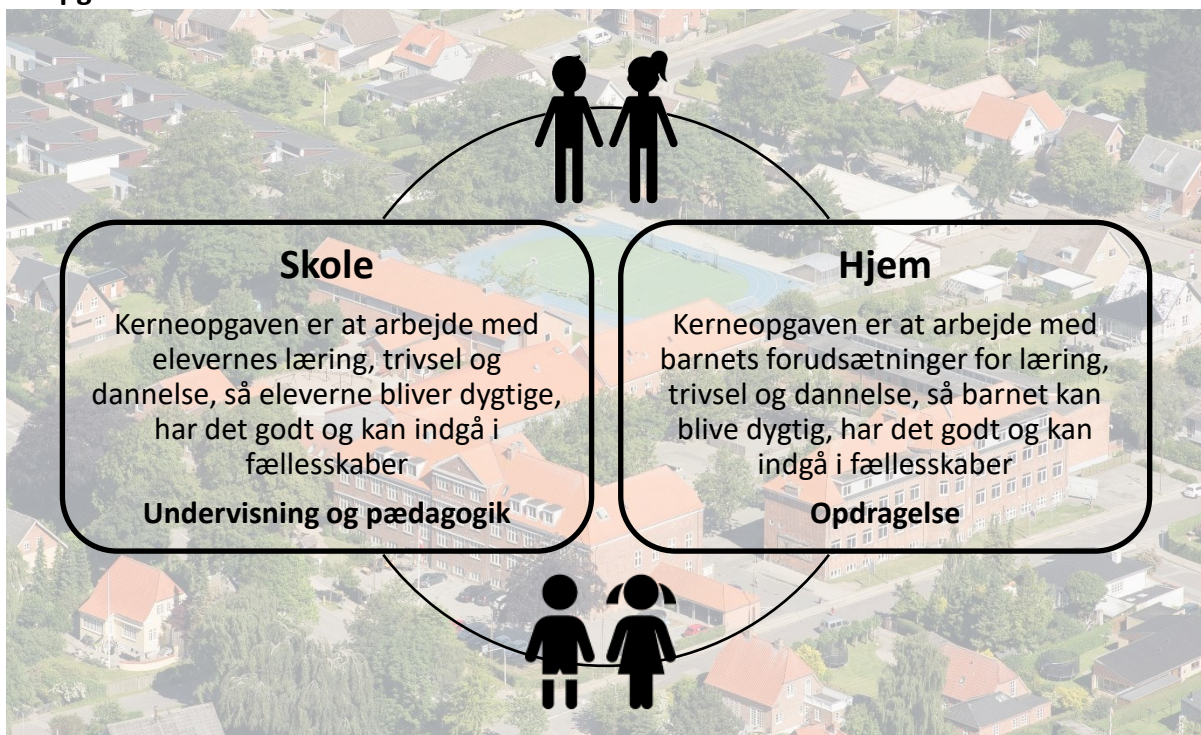 Skole
Kerneopgaven er at arbejde med
elevernes læring, trivsel og
dannelse, så eleverne bliver dygtige,
har det godt og kan indgå i
fællesskaber
Undervisning og pædagogik
Hjem
Kerneopgaven er at arbejde med
barnets forudsætninger for læring,
trivsel og dannelse, så barnet kan
blive dygtig, har det godt og kan
indgå i fællesskaber
Opdragelse